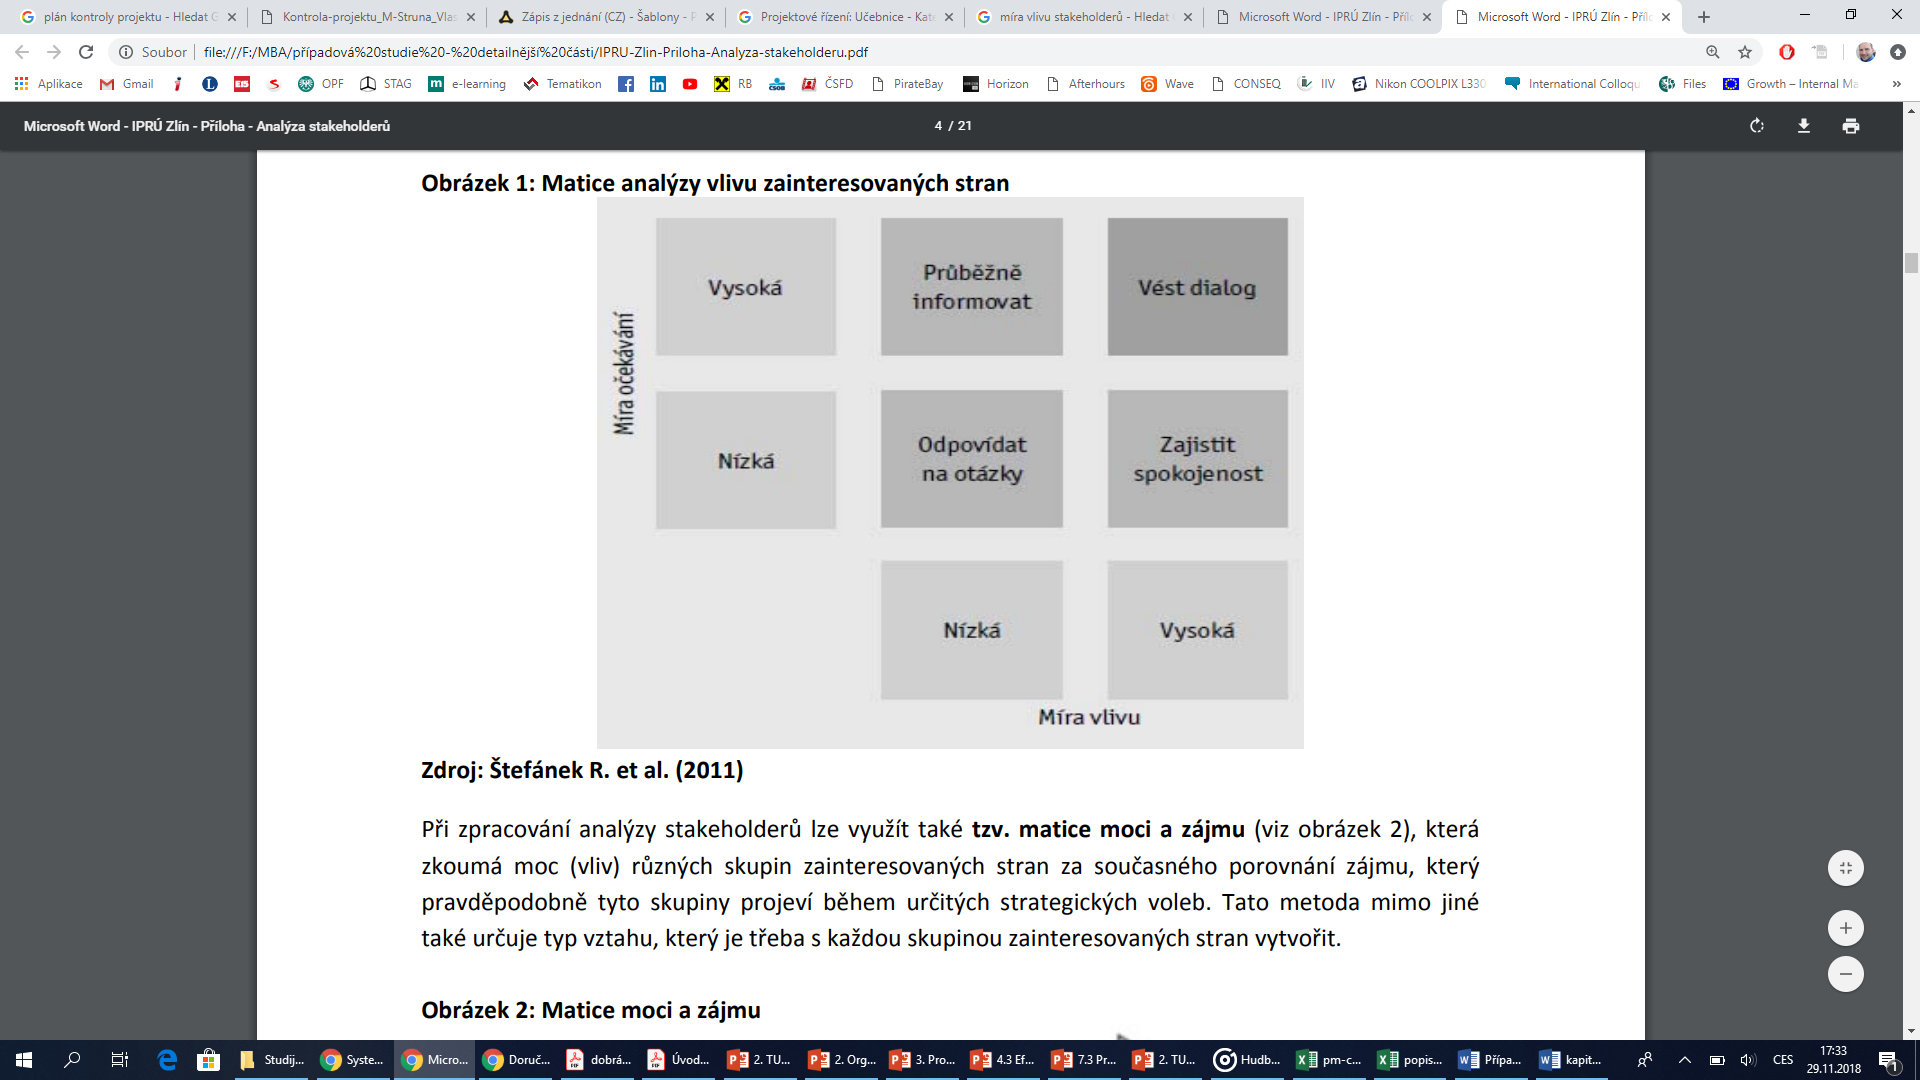 plán kontroly projektu - Hledat G
Kontrola-projektu_M-Struna_Vlas
Zápis z jednání (CZ) - Šablony - P
Projektové řízení: Učebnice - Kate
míra vlivu stakeholderů - Hledat
Microsoft Word - IPRÚ Zlín - Příl
Microsoft Word - IPRÚ Zlín - Příl
Soubor
file:///F:/MBA/případová%20studie%20-%20detailnější%20části/IPRU-Zlin-Priloha-Analyza-stakeholderu.pdf
Aplikace
Gmail
OPF
STAG
e-learning
Tematikon
RB
ČSFD
PirateBay
Horizon
Afterhours
Wave
CONSEQ
IIV
Nikon COOLPIX L330
International Colloqu
Files
Growth – Internal Ma
Microsoft Word - IPRÚ Zlín - Příloha - Analýza stakeholderů
4 / 21
Obrázek 1: Matice analýzy vlivu zainteresovaných stran
Míra očekávání
Vysoká
Průběžně
informovat
Vést dialog
Nízká
Odpovídat
na otázky
Zajistit
spokojenost
Nízká
Vysoká
Míra vlivu
Zdroj: Štefánek R. et al. (2011)
Při zpracování analýzy stakeholderů lze využít také tzv. matice moci a zájmu (viz obrázek 2), která
zkoumá moc (vliv) různých skupin zainteresovaných stran za současného porovnání zájmu, který
pravděpodobně tyto skupiny projeví během určitých strategických voleb. Tato metoda mimo jiné
také určuje typ vztahu, který je třeba s každou skupinou zainteresovaných stran vytvořit.
Obrázek 2: Matice moci a zájmu
Studij...
Syste...
Micro...
Doruč...
dobrá...
Úvod...
2. TU...
2. Org...
3. Pro...
4.3 Ef...
7.3 Pr...
2. TU...
Hudb...
pm-c...
popis...
Přípa...
kapit...
CES
17:33
29.11.2018
1